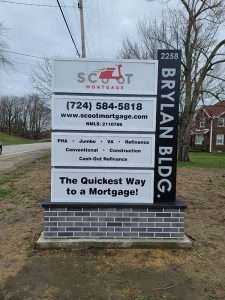 SCOOT
MORTGAGE
(724) 584-5818
www.scootmortgage.com
NMLS: 2110786
FHA • Jumbo • VA • Refinance
Conventional • Construction
Cash-Out Refinance
The Quickest Way
to a Mortgage!
2258
BRYLAN BLDG.